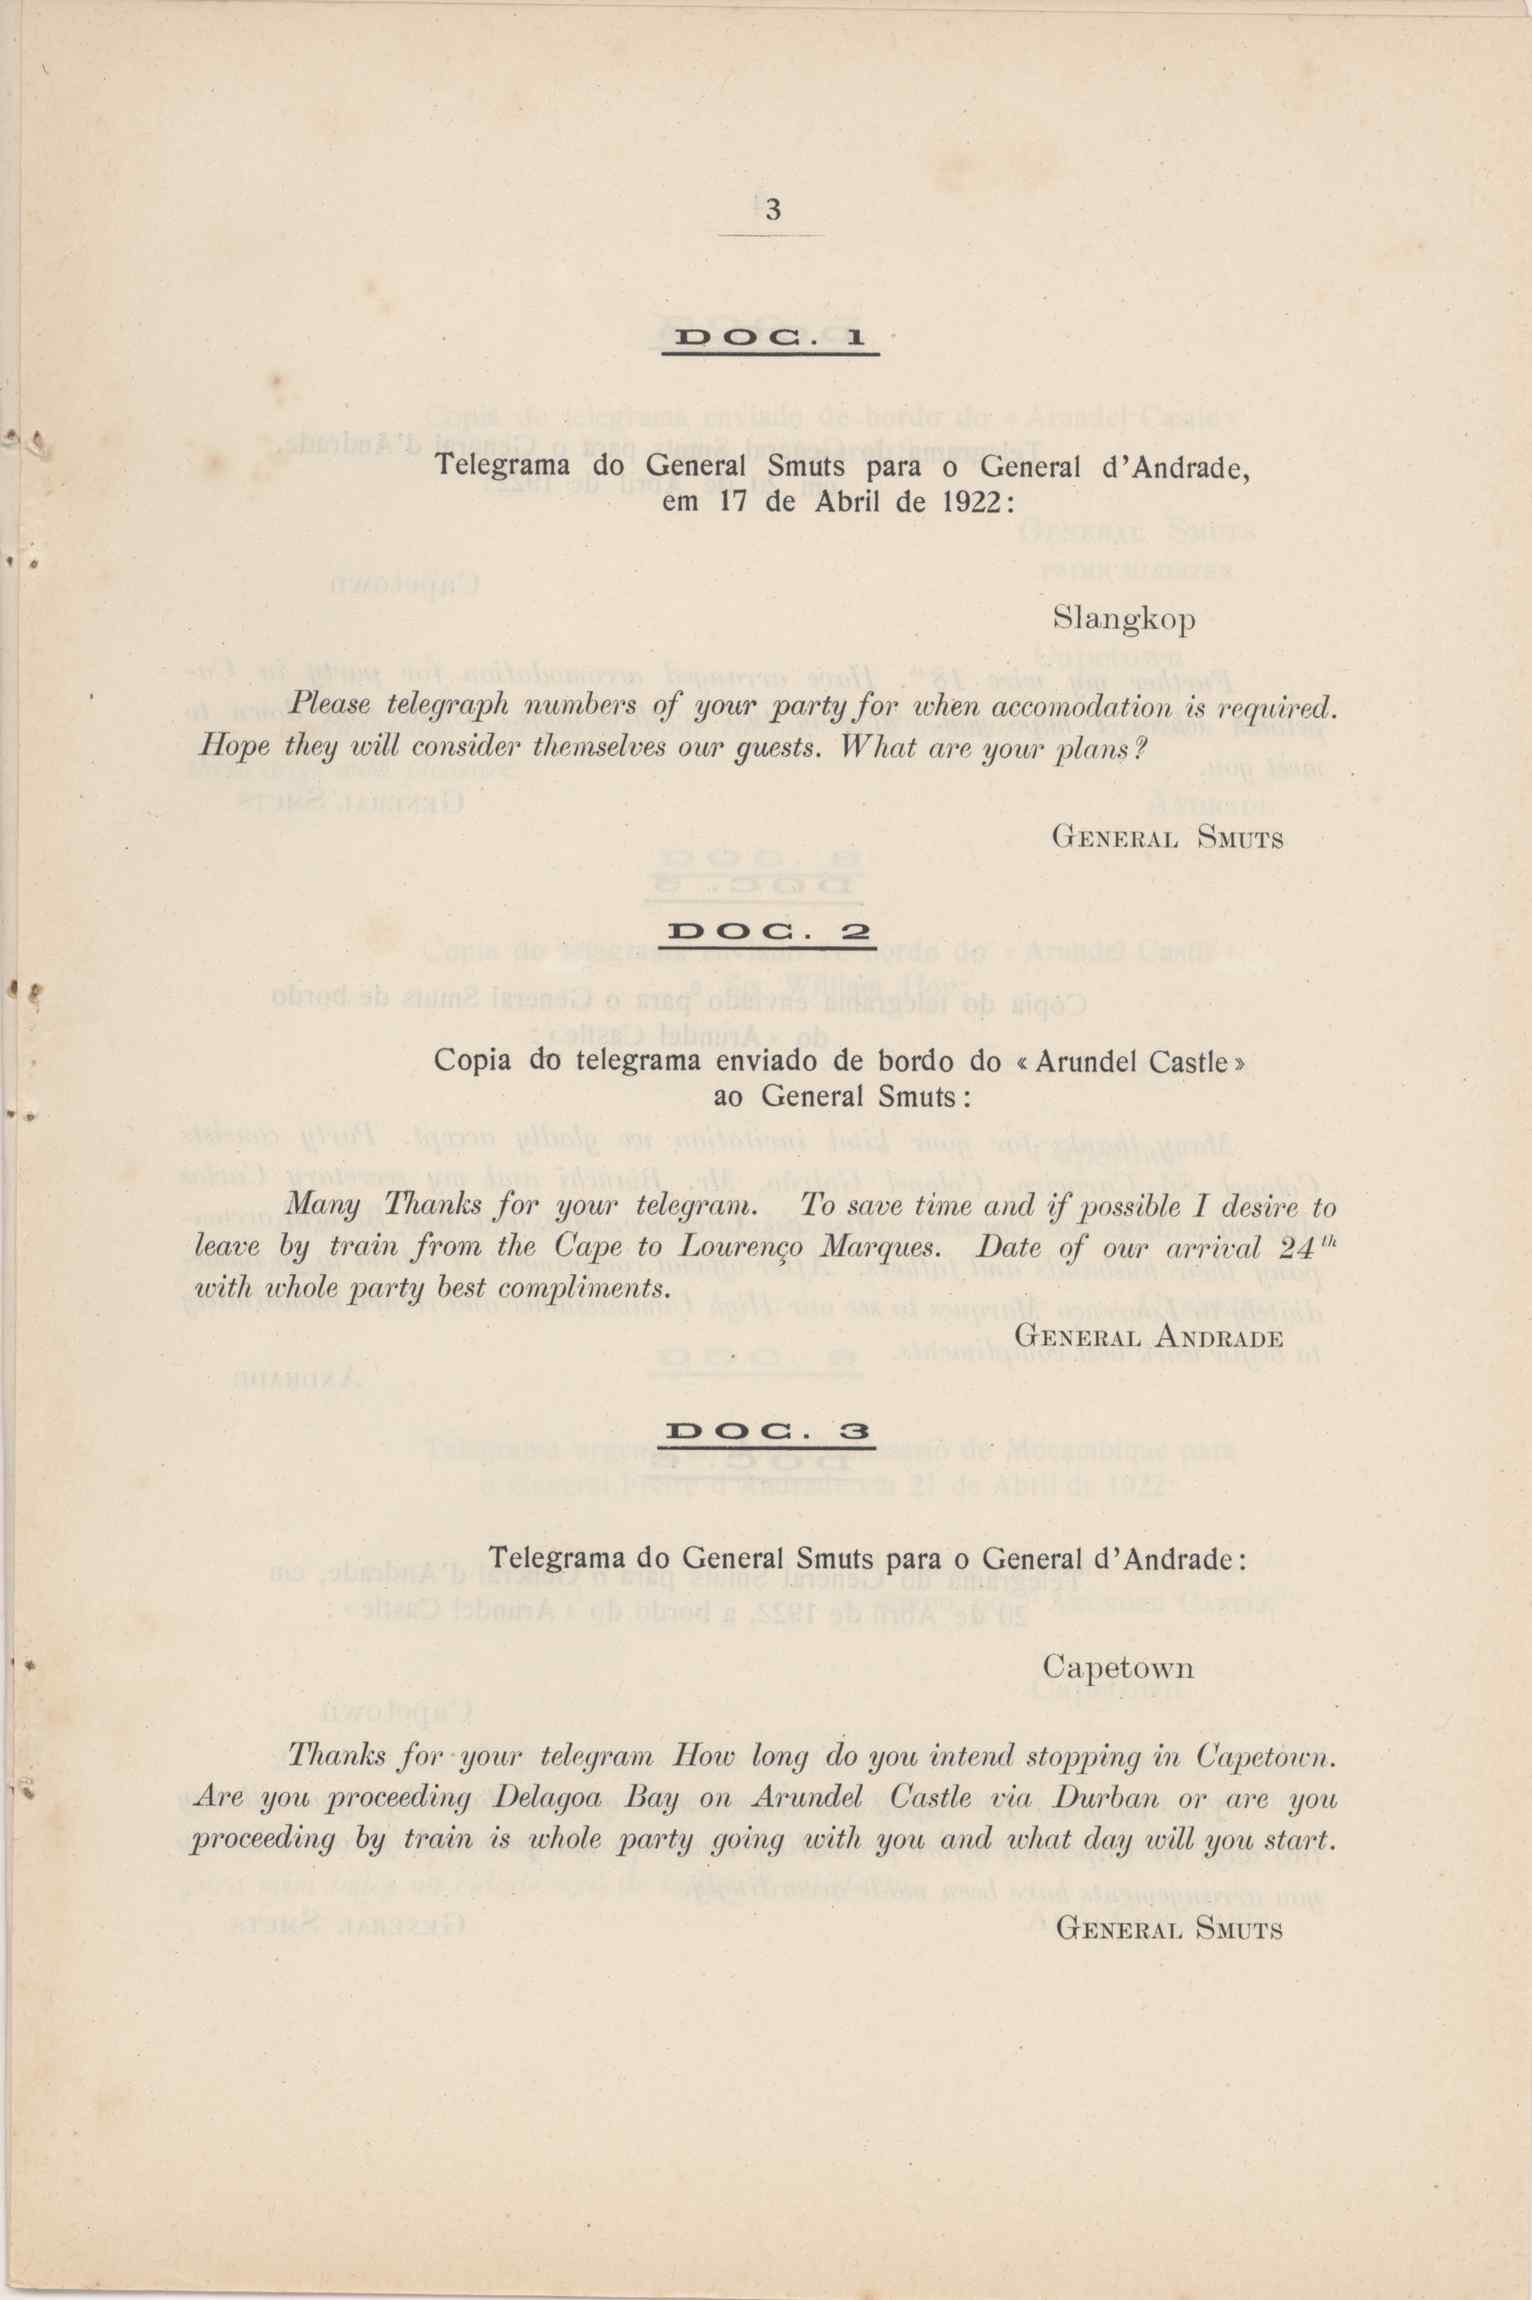 3
DOC. 1
Telegrama do General Smuts para o General d'Andrade,
em 17 de Abril de 1922:
Slangkop
Please telegraph numbers of your party for when accomodation is required.
Hope they will consider themselves our guests. What are your plans?
GENERAL SMUTS
DOC. 2
Copia do telegrama enviado de bordo do « Arundel Castle »
ao General Smuts:
Many Thanks for your telegram. To save time and if possible I desire to
leave by train from the Cape to Lourenço Marques. Date of our arrival 24th
with whole party best compliments.
GENERAL ANDRADE
DOC. 3
Telegrama do General Smuts para o General d'Andrade:
Capetown
Thanks for your telegram How long do you intend stopping in Capetown.
Are you proceeding Delagoa Bay on Arundel Castle via Durban or are you
proceeding by train is whole party going with you and what day will you start.
GENERAL SMUTS